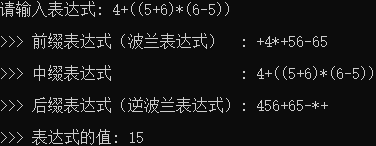 请输入表达式: 4+((5+6)*(6-5))
>>> 前缀表达式（波兰表达式）  : +4*+56-65
>>> 中缀表达式              : 4+((5+6)*(6-5))
>>> 后缀表达式（逆波兰表达式）: 456+65-*+
>>> 表达式的值: 15